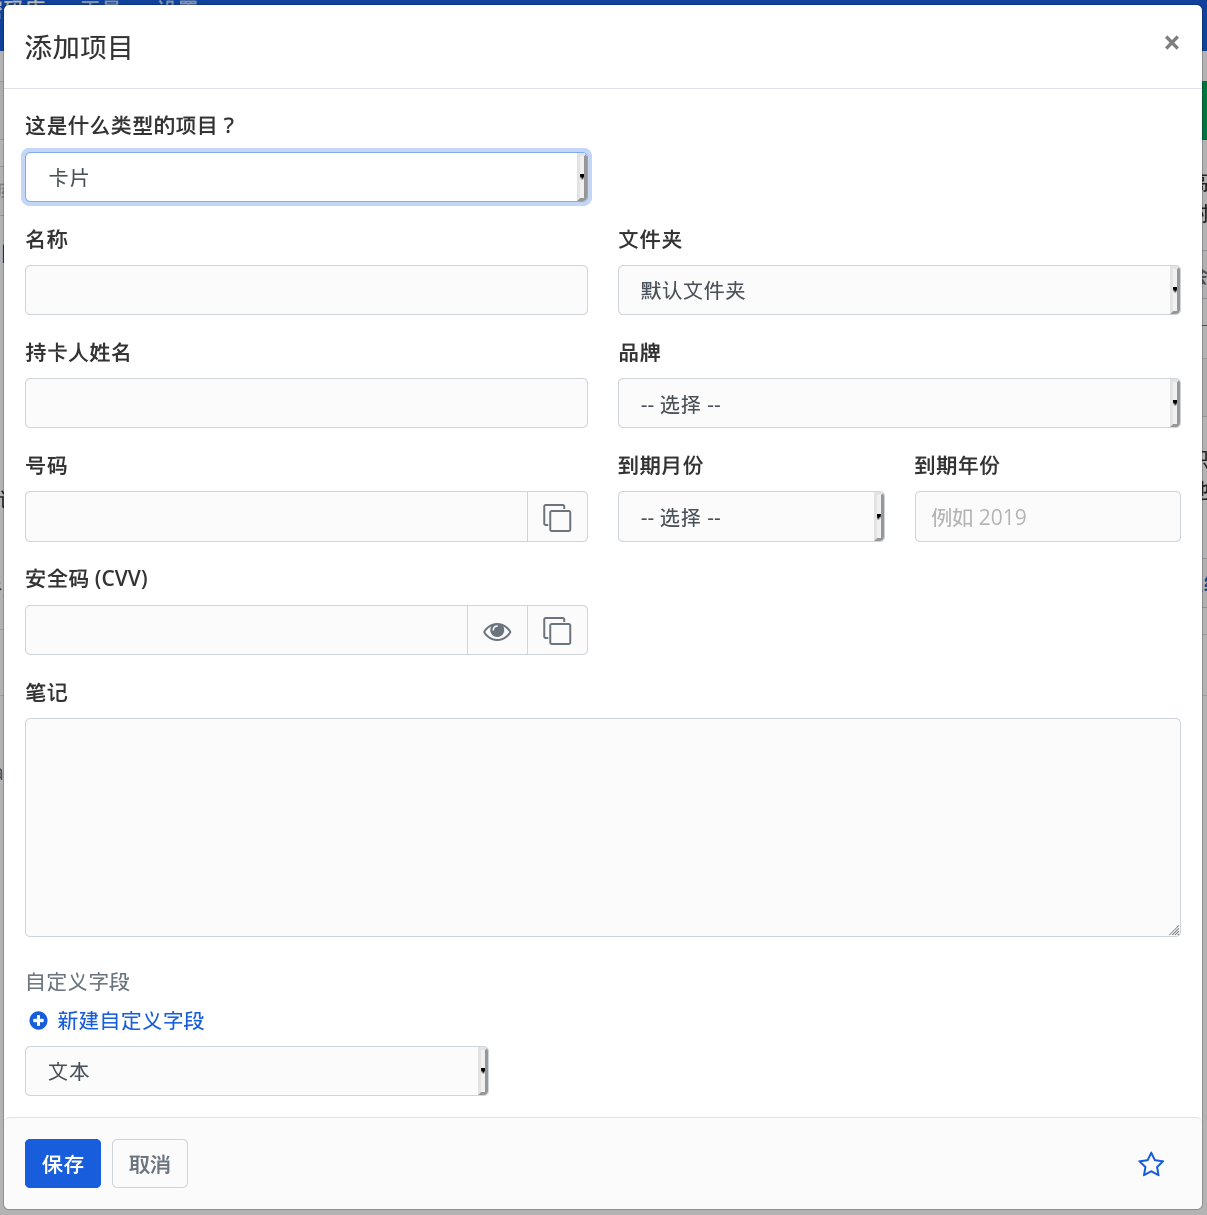 添加项目
×
这是什么类型的项目？
卡片
名称
文件夹
默认文件夹
持卡人姓名
品牌
-- 选择 --
号码
到期月份
到期年份
-- 选择 --
例如 2019
安全码 (CVV)
笔记
自定义字段
新建自定义字段
文本
保存
取消